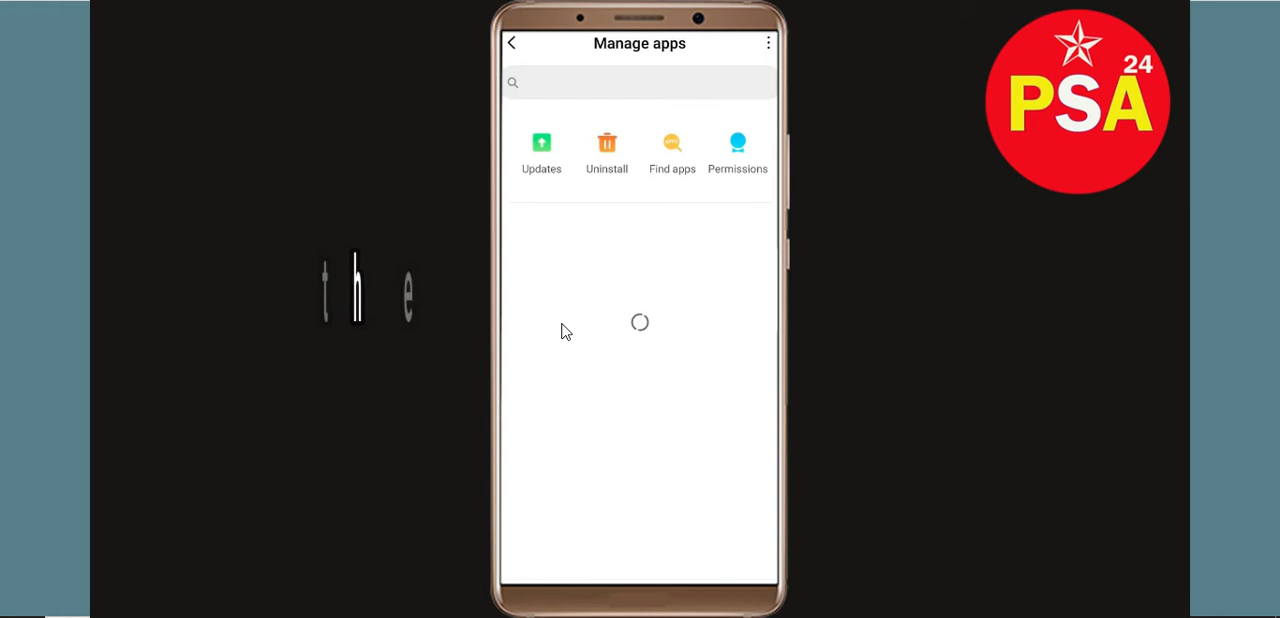 Manage apps
24
PSA
Updates
Uninstall
Find apps
Permissions
the